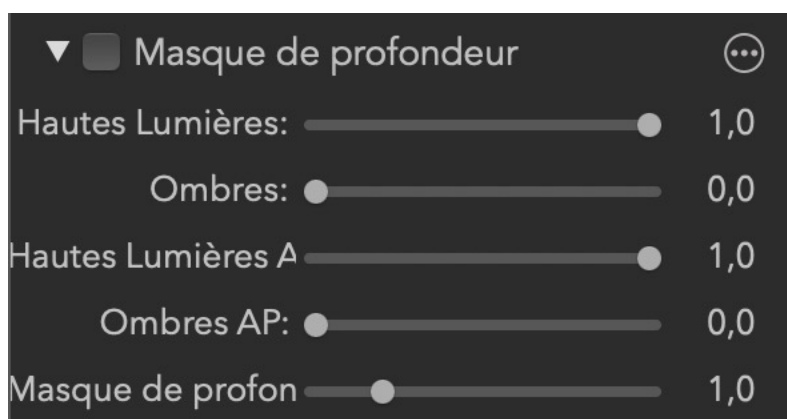 Masque de profondeur
Hautes Lumières: 1,0
Ombres: 0,0
Hautes Lumières A 1,0
Ombres AP: 0,0
Masque de profon 1,0